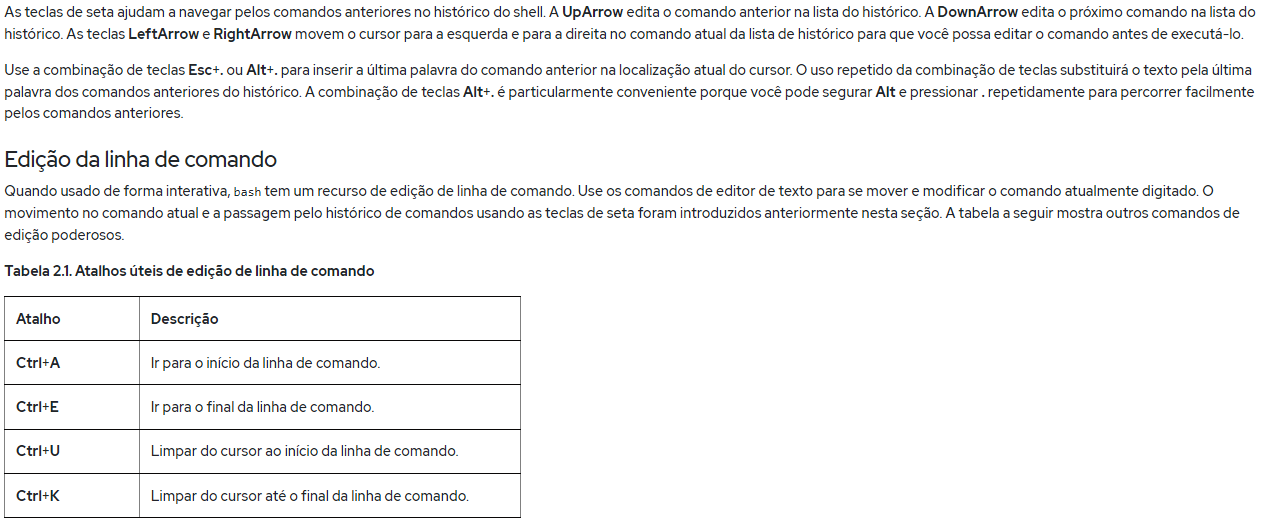 As teclas de seta ajudam a navegar pelos comandos anteriores no histórico do shell. A UpArrow edita o comando anterior na lista do histórico. A DownArrow edita o próximo comando na lista do
histórico. As teclas LeftArrow e RightArrow movem o cursor para a esquerda e para a direita no comando atual da lista de histórico para que você possa editar o comando antes de executá-lo.
Use a combinação de teclas Esc+. ou Alt+. para inserir a última palavra do comando anterior na localização atual do cursor. O uso repetido da combinação de teclas substituirá o texto pela última
palavra dos comandos anteriores do histórico. A combinação de teclas Alt+. é particularmente conveniente porque você pode segurar Alt e pressionar . repetidamente para percorrer facilmente
pelos comandos anteriores.
Edição da linha de comando
Quando usado de forma interativa, bash tem um recurso de edição de linha de comando. Use os comandos de editor de texto para se mover e modificar o comando atualmente digitado. O
movimento no comando atual e a passagem pelo histórico de comandos usando as teclas de seta foram introduzidos anteriormente nesta seção. A tabela a seguir mostra outros comandos de
edição poderosos.
Tabela 2.1. Atalhos úteis de edição de linha de comando
Atalho Descrição
Ctrl+A Ir para o início da linha de comando.
Ctrl+E Ir para o final da linha de comando.
Ctrl+U Limpar do cursor ao início da linha de comando.
Ctrl+K Limpar do cursor até o final da linha de comando.